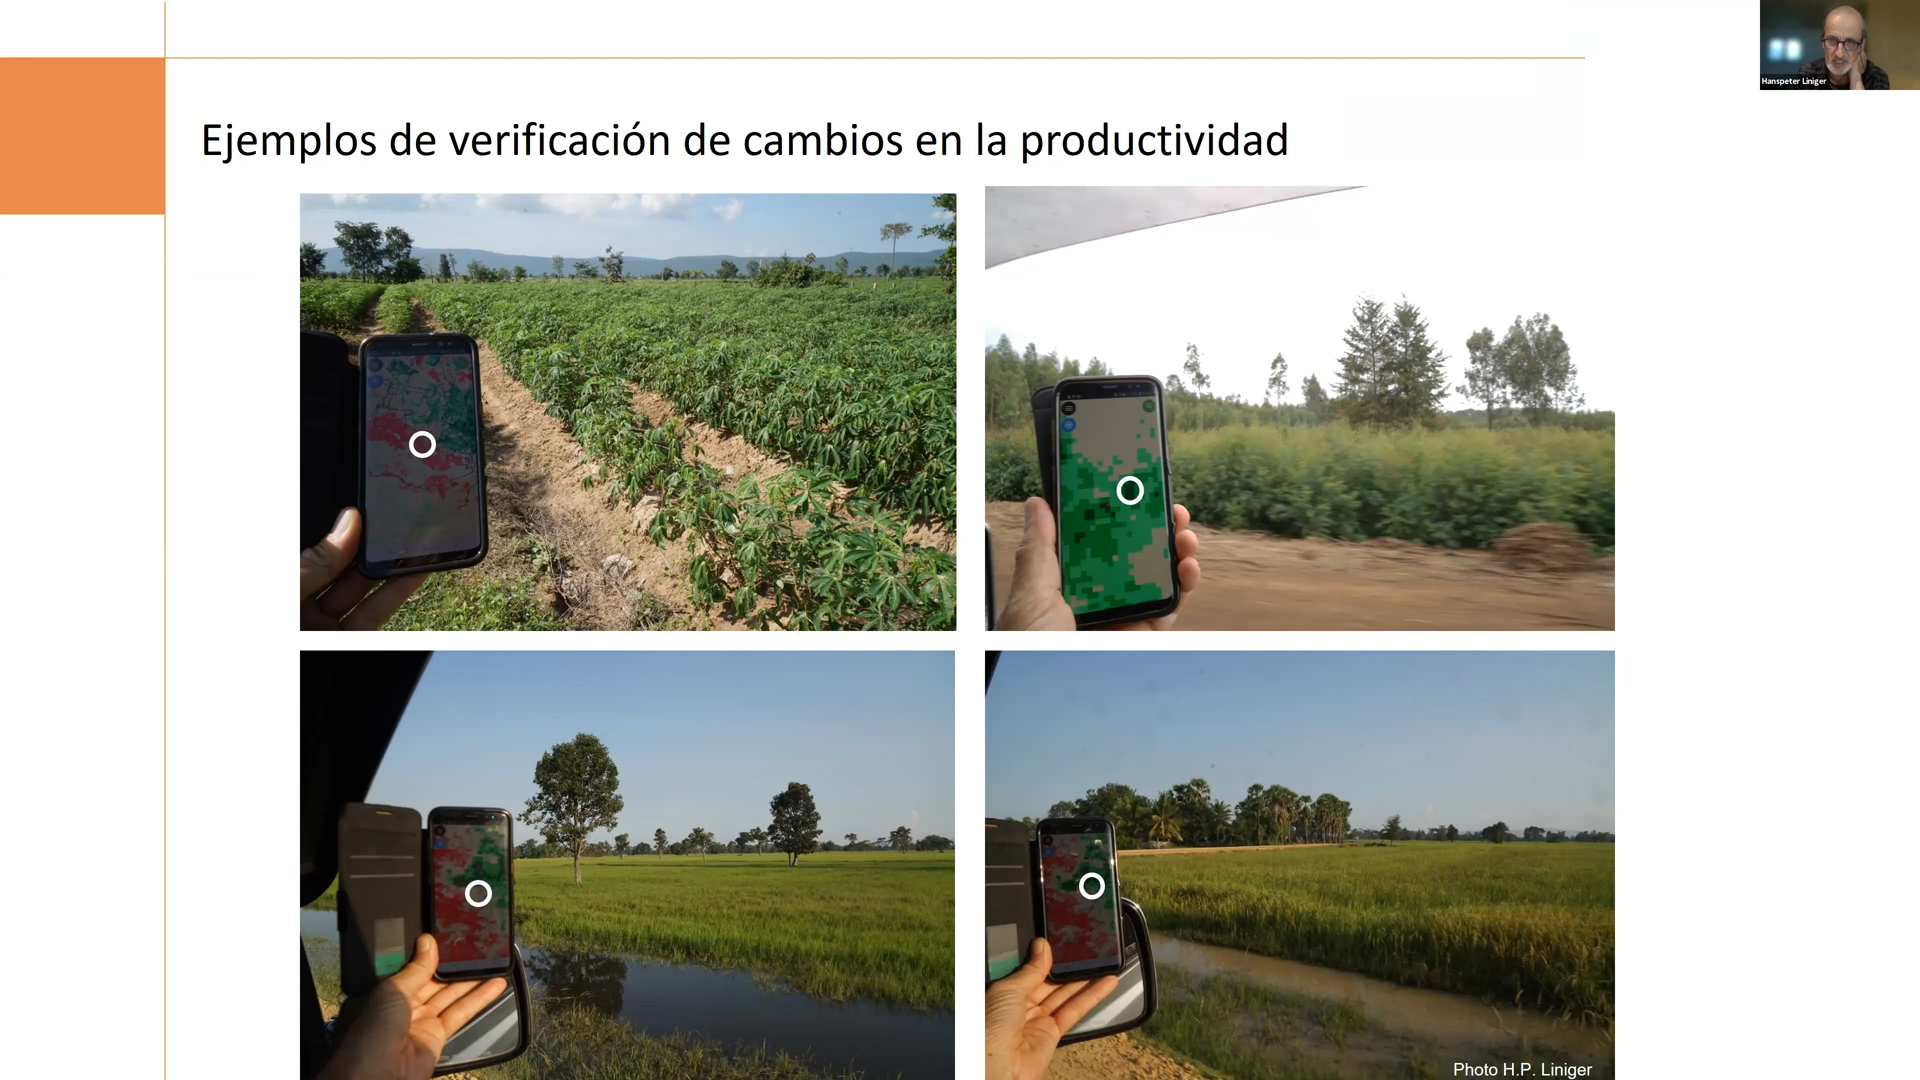 Hanspeter Liniger
Ejemplos de verificación de cambios en la productividad
Photo H.P. Liniger